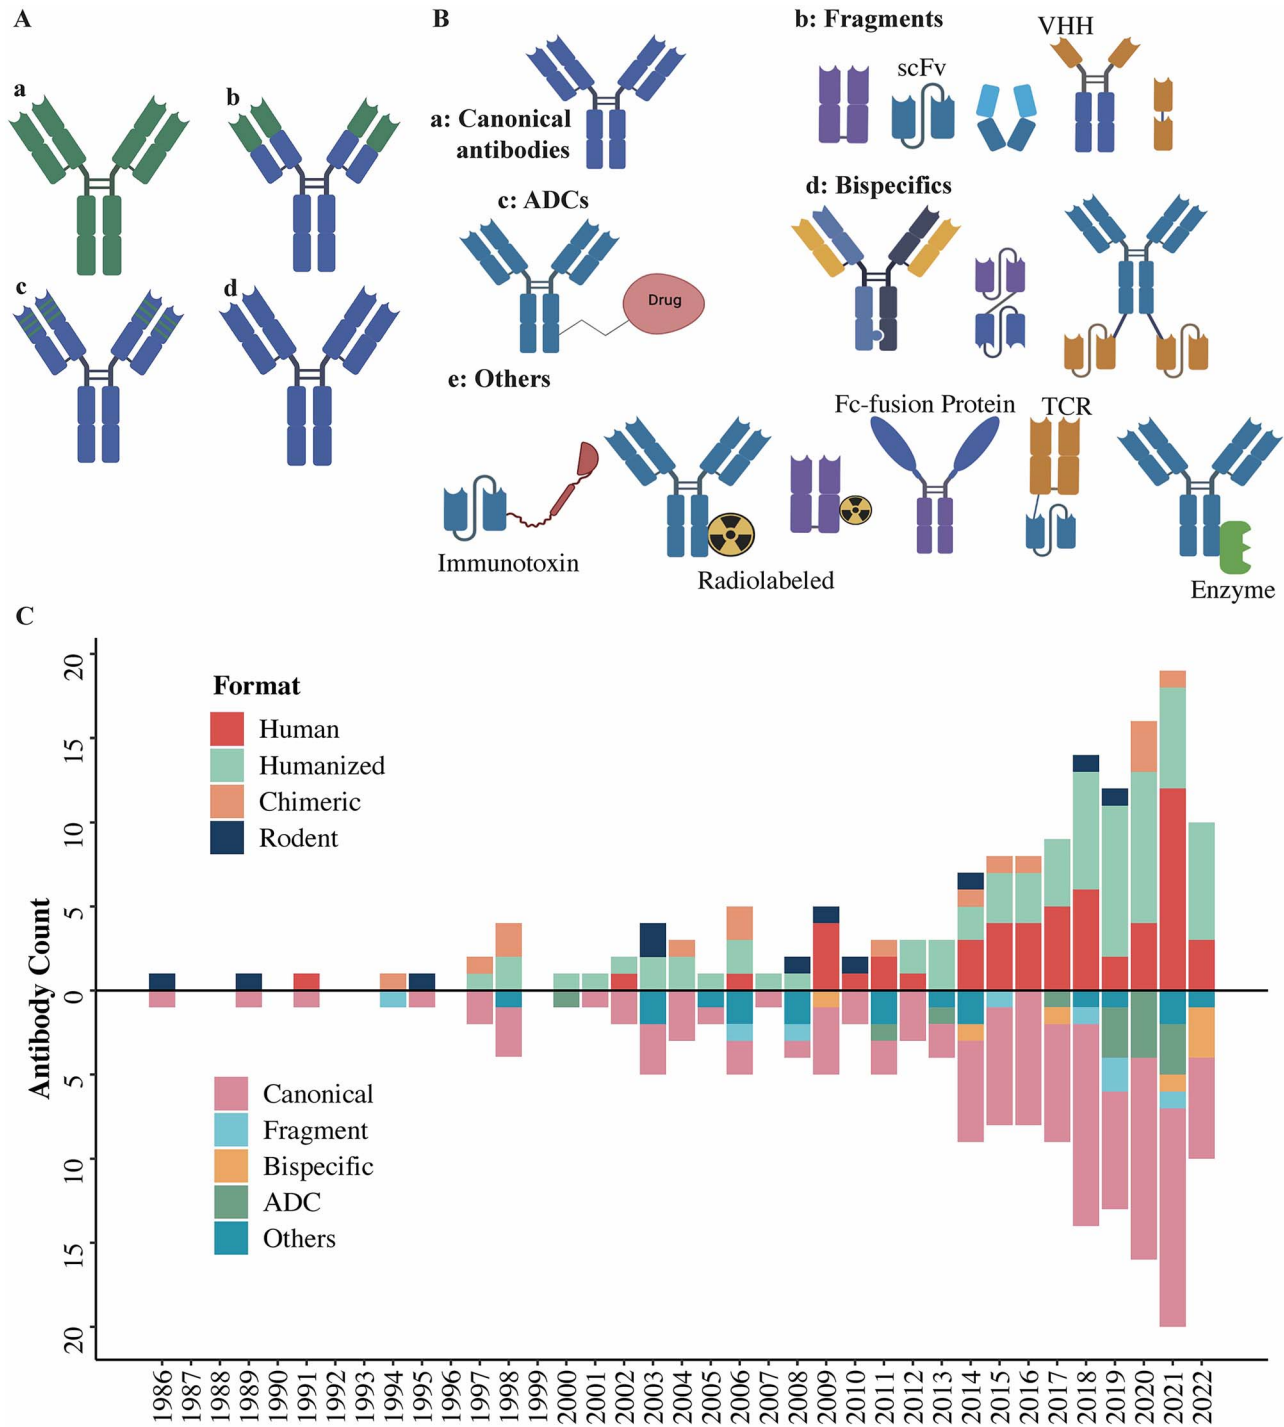 A
a
b
c
d
B
a: Canonical
antibodies
b: Fragments
scFv
VHH
c: ADCs
Drug
d: Bispecifics
e: Others
Immunotoxin
Radiolabeled
Fc-fusion Protein
TCR
Enzyme
C
Antibody Count
20
15
10
5
0
5
10
15
20
Format
Human
Humanized
Chimeric
Rodent
Canonical
Fragment
Bispecific
ADC
Others
1986
1987
1988
1989
1990
1991
1992
1993
1994
1995
1996
1997
1998
1999
2000
2001
2002
2003
2004
2005
2006
2007
2008
2009
2010
2011
2012
2013
2014
2015
2016
2017
2018
2019
2020
2021
2022